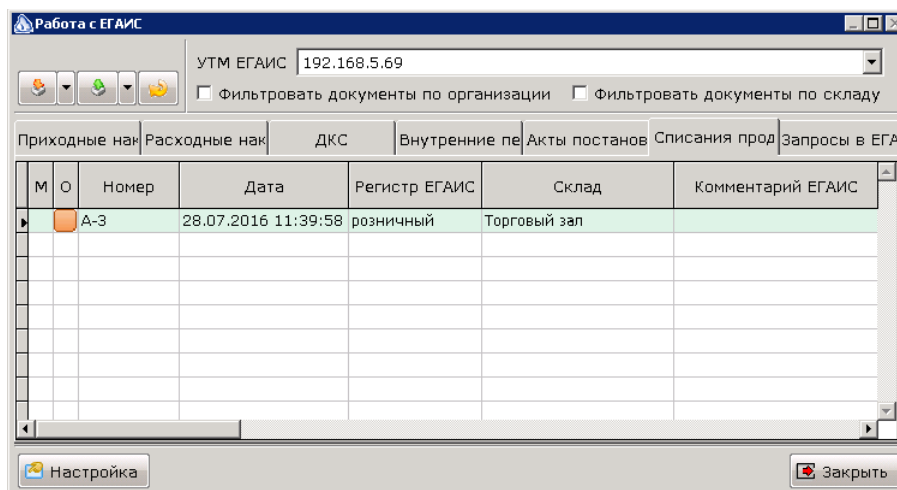 Работа с ЕГАИС
УТМ ЕГАИС 192.168.5.69
Фильтровать документы по организации Фильтровать документы по складу
Приходные нак Расходные нак ДКС Внутренние пе Акты постанов Списания прод Запросы в ЕГА
М О Номер Дата Регистр ЕГАИС Склад Комментарий ЕГАИС
А-3 28.07.2016 11:39:58 розничный Торговый зал
Настройка Закрыть